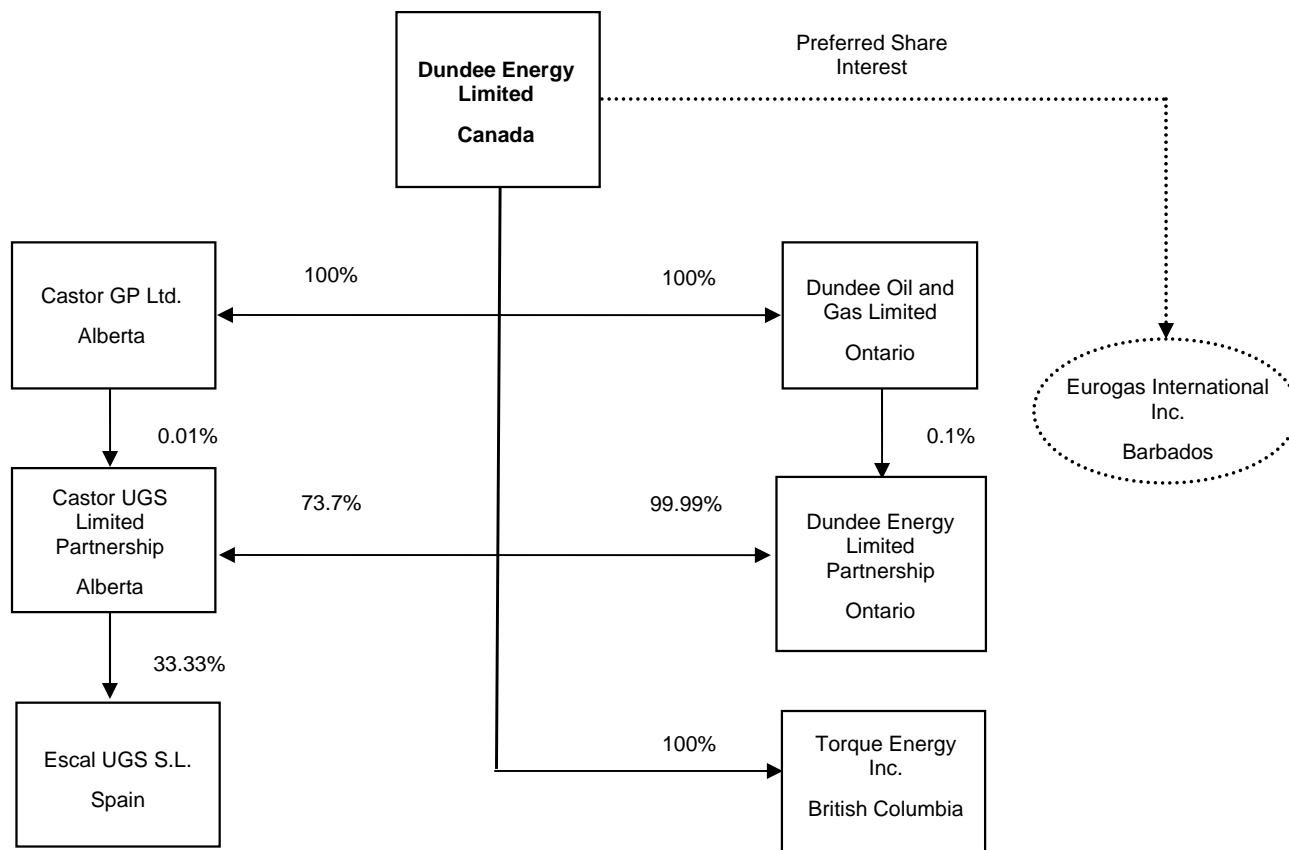 Preferred Share
Interest
Dundee Energy
Limited
Canada
100%
100%
Castor GP Ltd.
Alberta
Dundee Oil and
Gas Limited
Ontario
Eurogas International
Inc.
Barbados
0.01%
0.1%
Castor UGS
Limited
Partnership
Alberta
73.7%
99.99%
Dundee Energy
Limited
Partnership
Ontario
33.33%
Escal UGS S.L.
Spain
100%
Torque Energy
Inc.
British Columbia